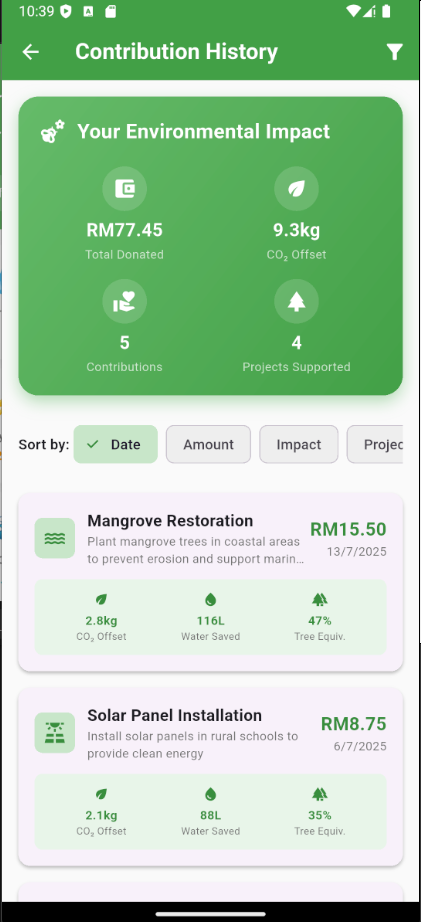 10:39
Contribution History
Your Environmental Impact
RM77.45
9.3kg
Total Donated
CO₂ Offset
5
4
Contributions
Projects Supported
Sort by:
Date
Amount
Impact
Projec
Mangrove Restoration
RM15.50
Plant mangrove trees in coastal areas
13/7/2025
to prevent erosion and support marin…
2.8kg
116L
47%
CO₂ Offset
Water Saved
Tree Equiv.
Solar Panel Installation
RM8.75
Install solar panels in rural schools to
6/7/2025
provide clean energy
2.1kg
88L
35%
CO₂ Offset
Water Saved
Tree Equiv.